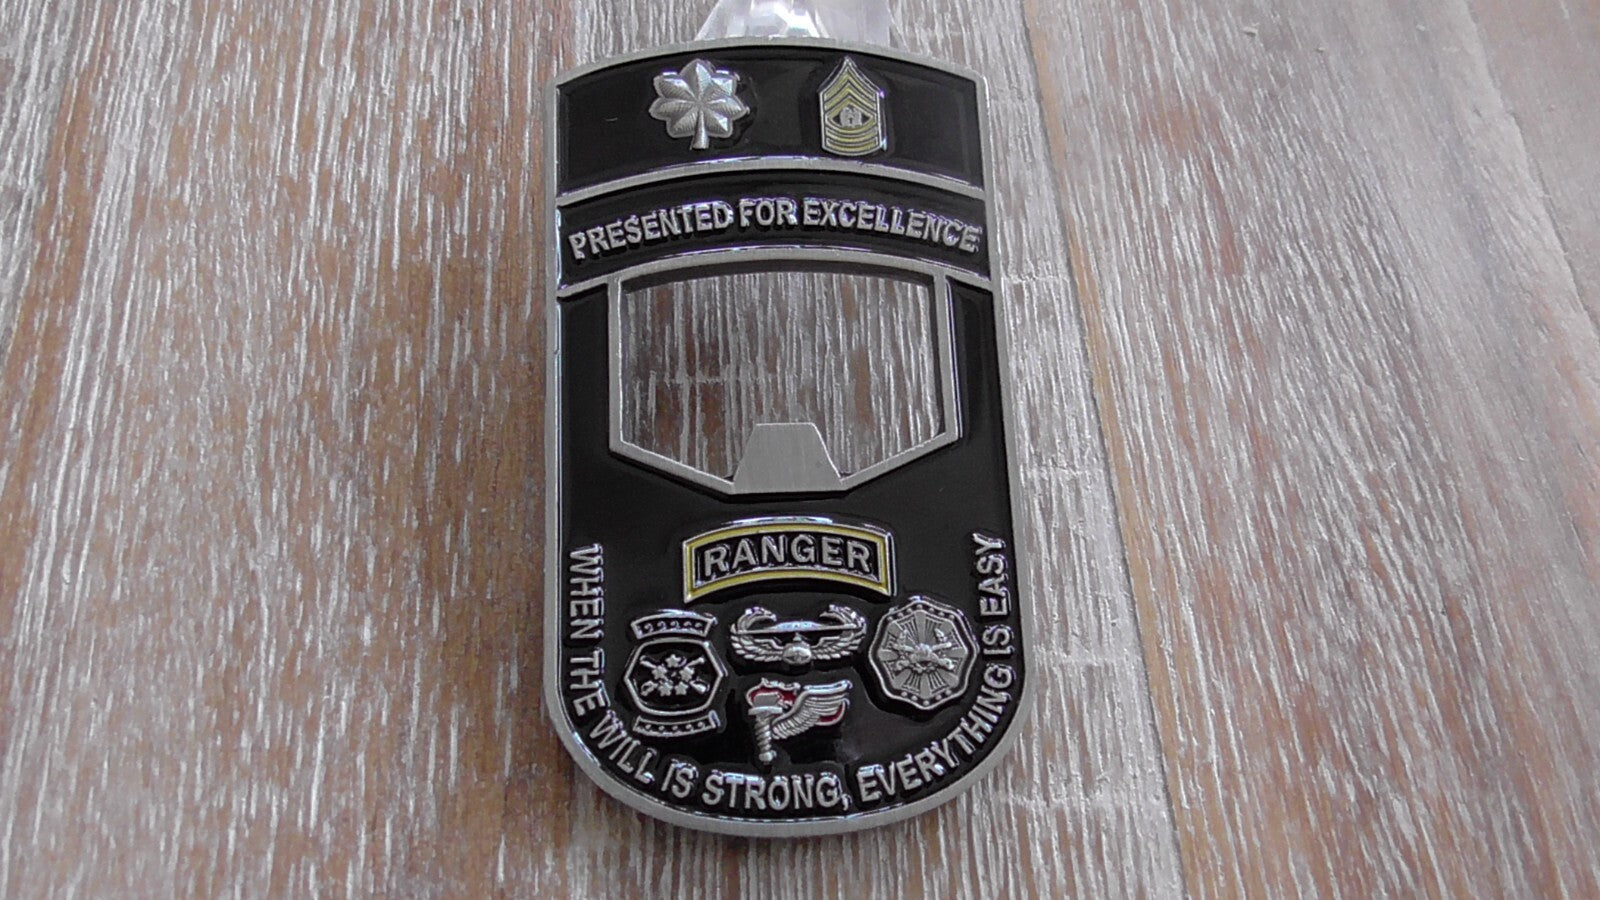 PRESENTED FOR EXCELLENCE
RANGER
WHEN THE WILL IS STRONG, EVERYTHING IS EASY